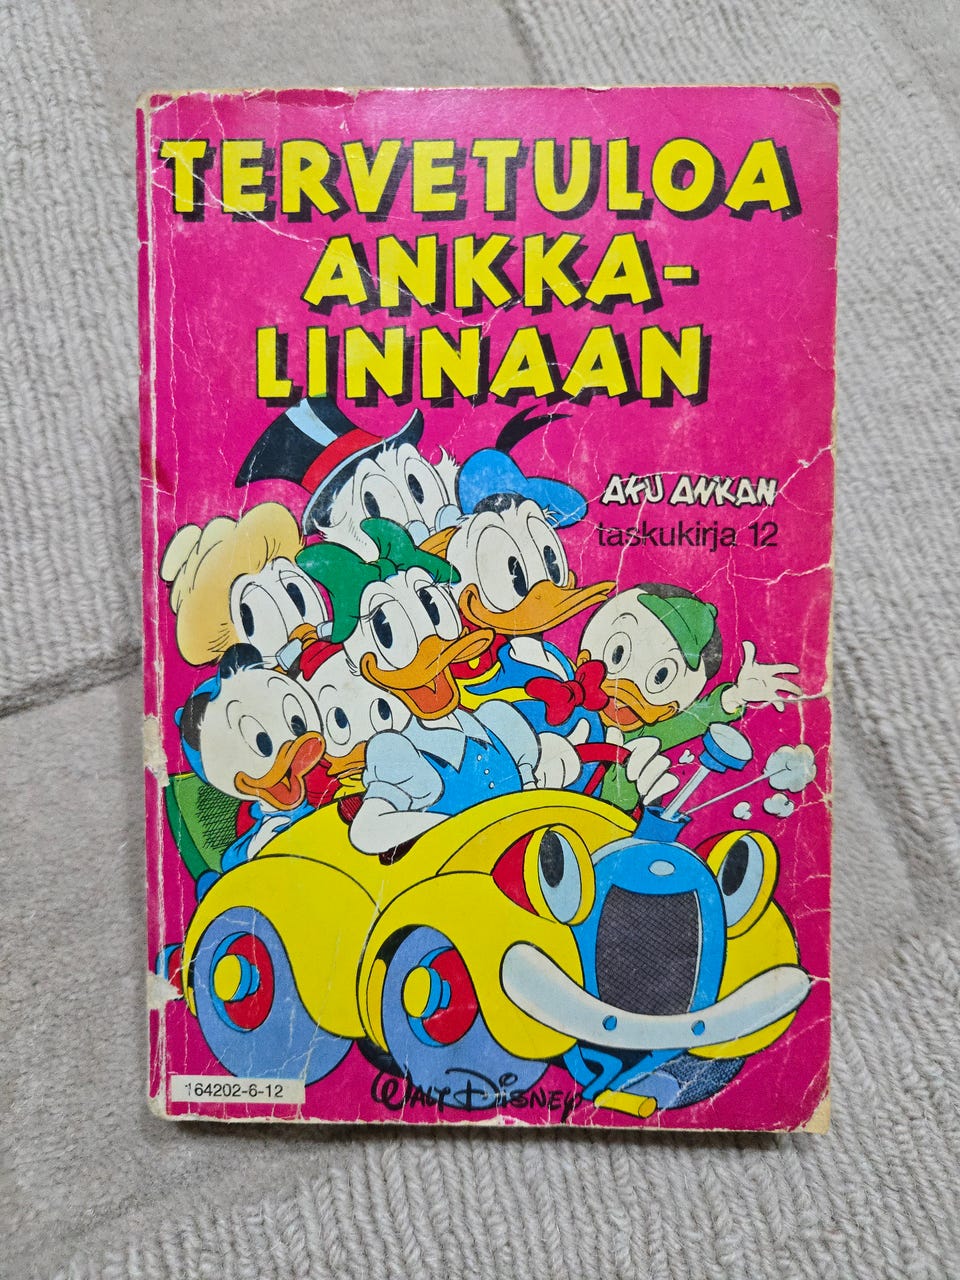 TERVETULOA
ANKKA-
LINNAAN
AKU ANKAN
taskukirja 12
164202-6-12
WALT DISNEY